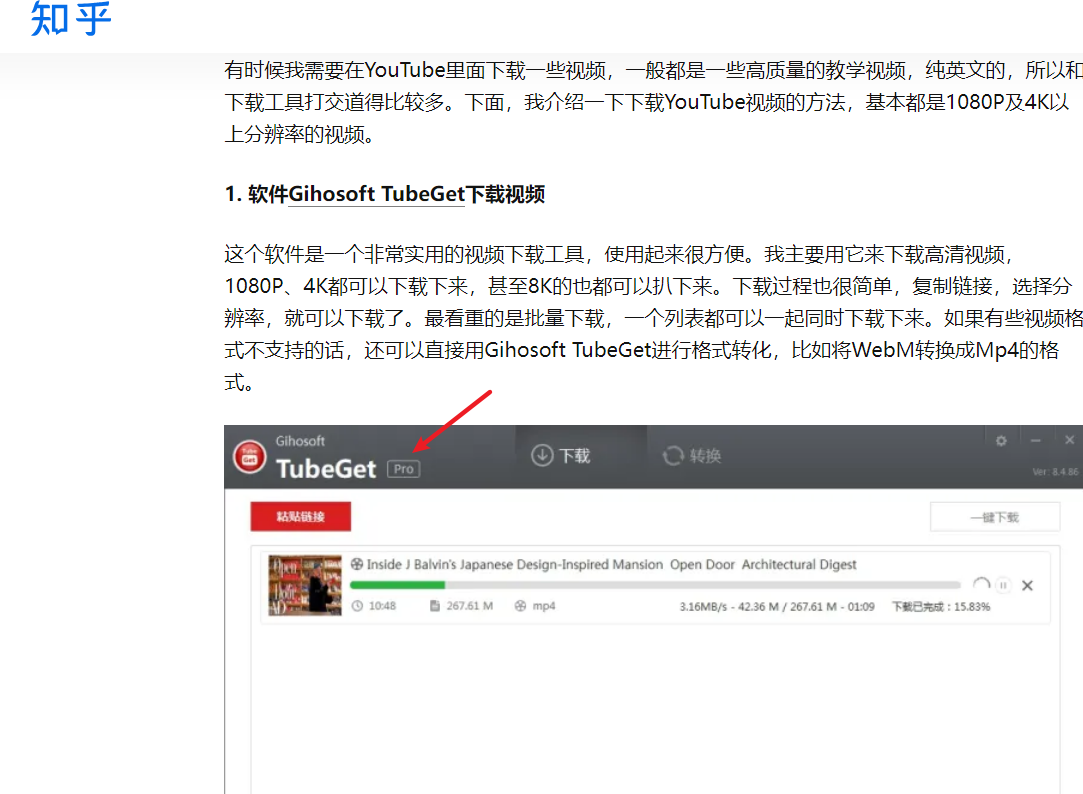 知乎
有时候我需要在YouTube里面下载一些视频，一般都是一些高质量的教学视频，纯英文的，所以和
下载工具打交道得比较多。下面，我介绍一下下载YouTube视频的方法，基本都是1080P及4K以
上分辨率的视频。
1. 软件Gihosoft TubeGet下载视频
这个软件是一个非常实用的视频下载工具，使用起来很方便。我主要用它来下载高清视频，
1080P、4K都可以下载下来，甚至8K的也都可以扒下来。下载过程也很简单，复制链接，选择分
辨率，就可以下载了。最看重的是批量下载，一个列表都可以一起同时下载下来。如果有些视频格
式不支持的话，还可以直接用Gihosoft TubeGet进行格式转化，比如将WebM转换成Mp4的格
式。
Gihosoft
TubeGet Pro
下载 转换
Ver: 8.4.86
粘贴链接 一键下载
Tube Get
Open Door AD
Inside J Balvin's Japanese Design-Inspired Mansion Open Door Architectural Digest
10:48 267.61 M mp4 3.16MB/s - 42.36 M / 267.61 M - 01:09 下载已完成：15.83%